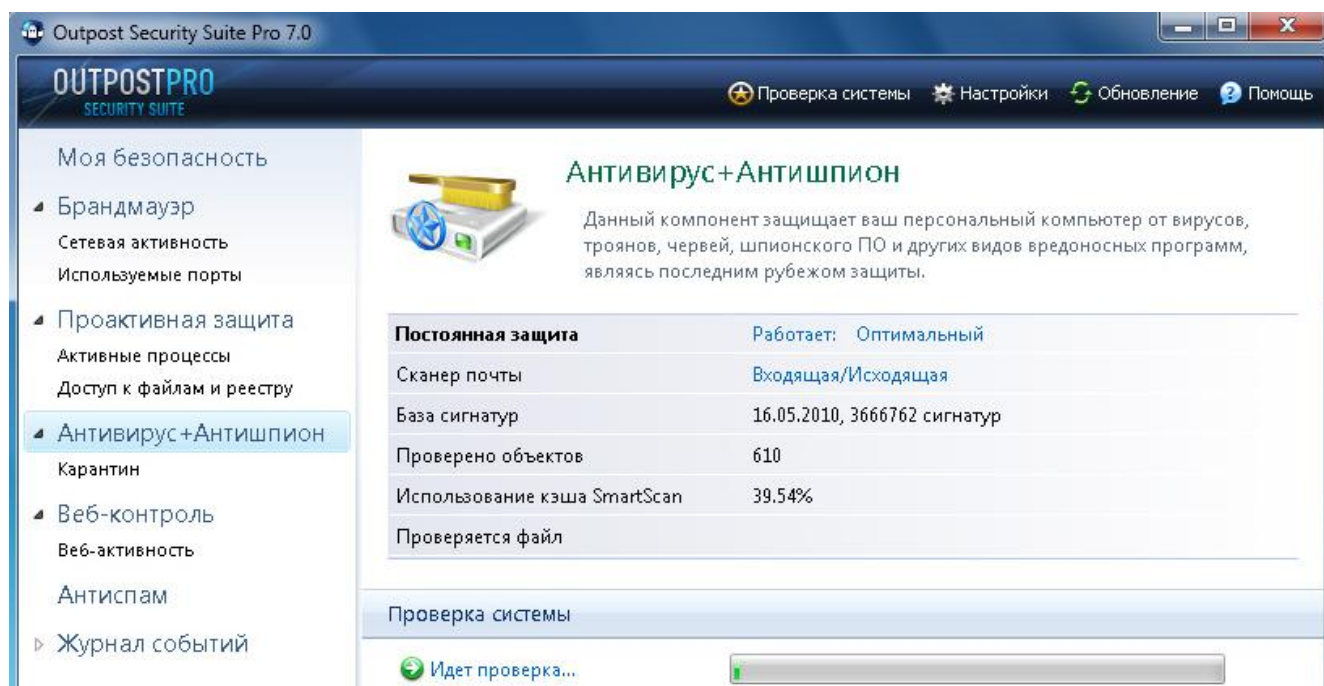 Outpost Security Suite Pro 7.0
OUTPOSTPRO
SECURITY SUITE
Проверка системы Настройки Обновление Помощь
Моя безопасность
Брандмауэр
Сетевая активность
Используемые порты
Проактивная защита
Активные процессы
Доступ к файлам и реестру
Антивирус+Антишпион
Карантин
Веб-контроль
Веб-активность
Антиспам
Журнал событий
Антивирус+Антишпион
Данный компонент защищает ваш персональный компьютер от вирусов,
троянов, червей, шпионского ПО и других видов вредоносных программ,
являясь последним рубежом защиты.
Постоянная защита Работает: Оптимальный
Сканер почты Входящая/Исходящая
База сигнатур 16.05.2010, 3666762 сигнатур
Проверено объектов 610
Использование кэша SmartScan 39.54%
Проверяется файл
Проверка системы
Идет проверка...